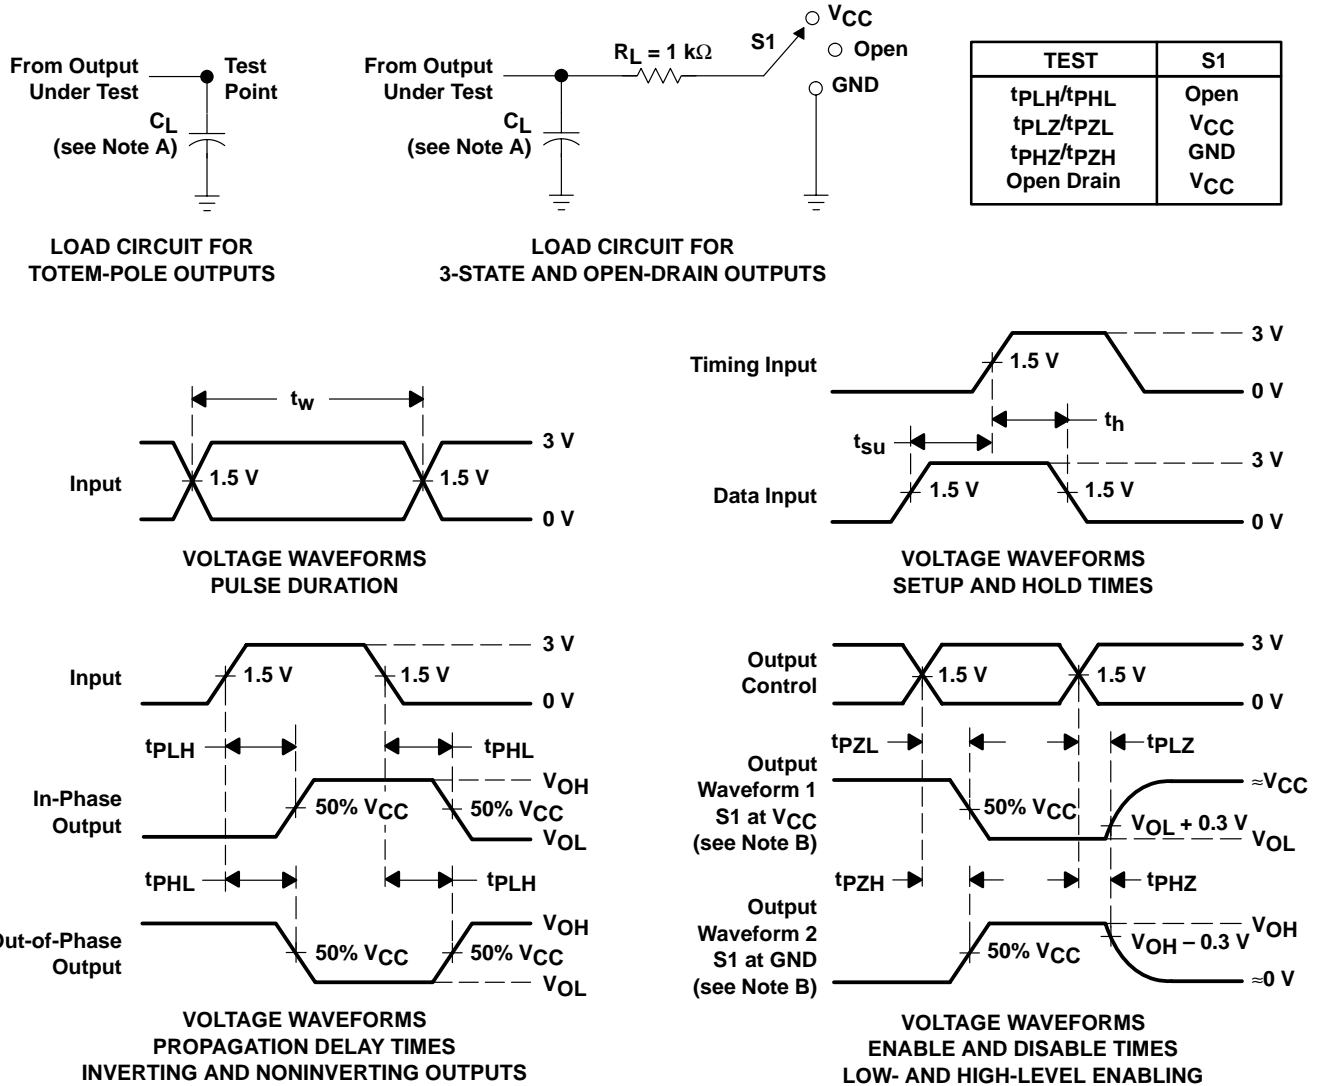 From Output
Under Test
Test
Point
CL
(see Note A)
LOAD CIRCUIT FOR
TOTEM-POLE OUTPUTS
From Output
Under Test
RL = 1 kΩ
S1
VCC
Open
GND
CL
(see Note A)
LOAD CIRCUIT FOR
3-STATE AND OPEN-DRAIN OUTPUTS
TEST S1
tPLH/tPHL Open
tPLZ/tPZL VCC
tPHZ/tPZH GND
Open Drain VCC
tw
Input
1.5 V
1.5 V
3 V
0 V
VOLTAGE WAVEFORMS
PULSE DURATION
Timing Input
1.5 V
3 V
0 V
tsu
th
Data Input
1.5 V
1.5 V
3 V
0 V
VOLTAGE WAVEFORMS
SETUP AND HOLD TIMES
Input
1.5 V
1.5 V
3 V
0 V
tPLH
tPHL
In-Phase
Output
50% VCC
50% VCC
VOH
VOL
tPHL
tPLH
Out-of-Phase
Output
50% VCC
50% VCC
VOH
VOL
VOLTAGE WAVEFORMS
PROPAGATION DELAY TIMES
INVERTING AND NONINVERTING OUTPUTS
Output
Control
1.5 V
1.5 V
3 V
0 V
tPZL
tPLZ
Output
Waveform 1
S1 at VCC
(see Note B)
50% VCC
VOL + 0.3 V
≈VCC
VOL
tPZH
tPHZ
Output
Waveform 2
S1 at GND
(see Note B)
50% VCC
VOH − 0.3 V
VOH
≈0 V
VOLTAGE WAVEFORMS
ENABLE AND DISABLE TIMES
LOW- AND HIGH-LEVEL ENABLING